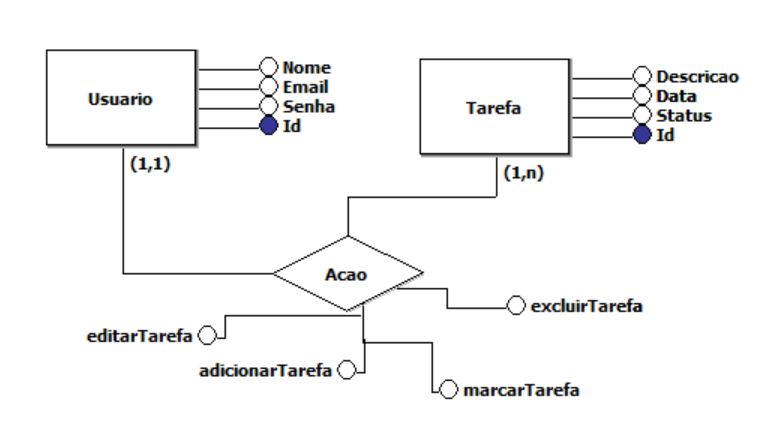 Usuario
Nome
Email
Senha
Id
(1,1)
Tarefa
Descricao
Data
Status
Id
(1,n)
Acao
excluirTarefa
editarTarefa
adicionarTarefa
marcarTarefa